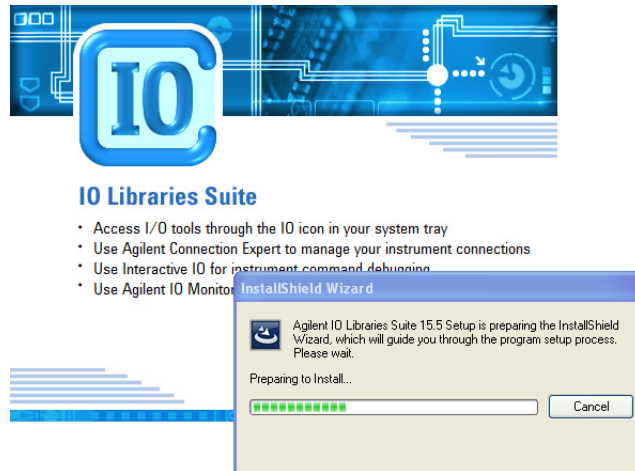 IO
IO Libraries Suite
· Access I/O tools through the IO icon in your system tray
· Use Agilent Connection Expert to manage your instrument connections
· Use Interactive IO for instrument command debugging
· Use Agilent IO Monitor
InstallShield Wizard
Agilent IO Libraries Suite 15.5 Setup is preparing the InstallShield
Wizard, which will guide you through the program setup process.
Please wait.
Preparing to Install...
Cancel